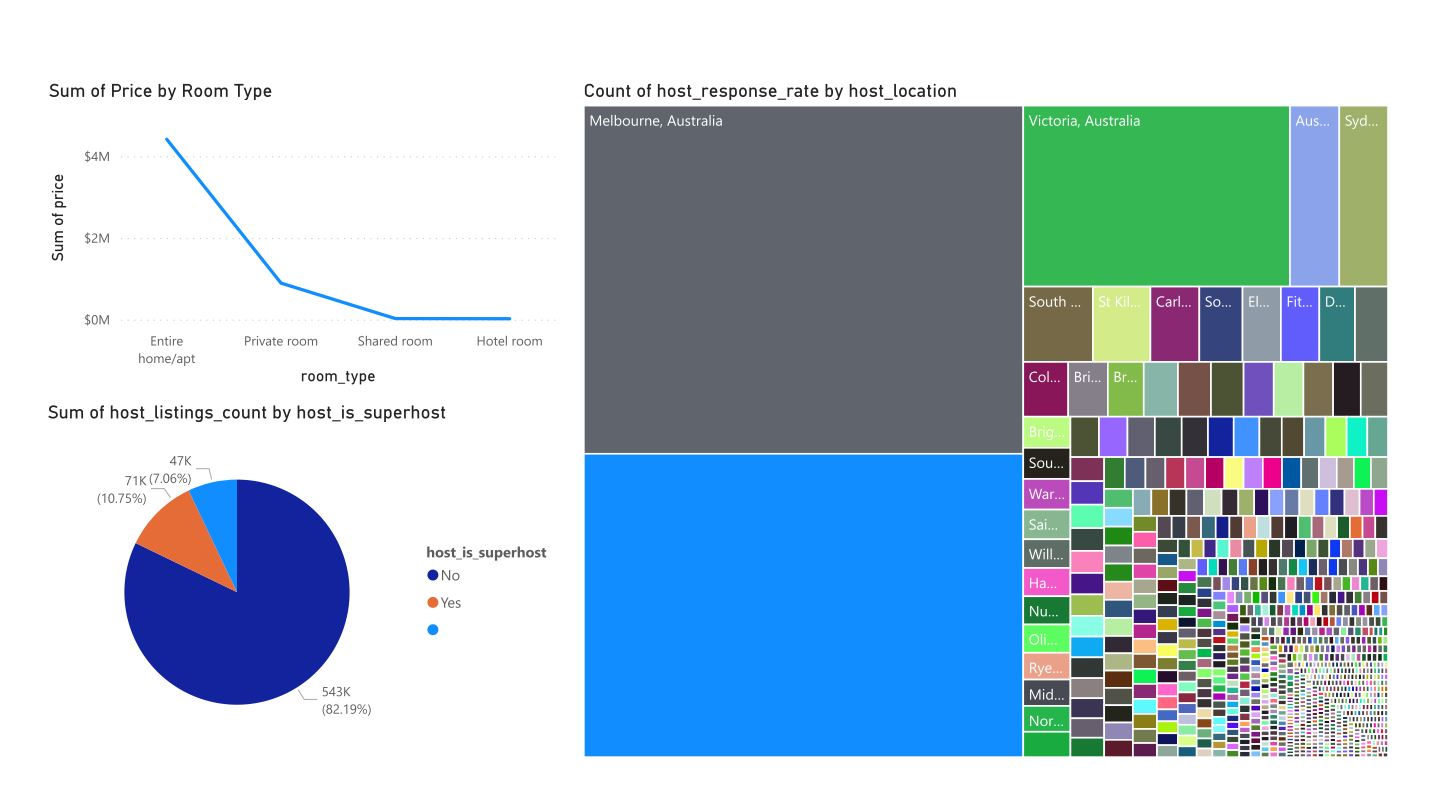 Sum of Price by Room Type
$4M
$2M
$0M
Sum of price
Entire
home/apt
Private room
Shared room
Hotel room
room_type
Sum of host_listings_count by host_is_superhost
47K
(7.06%)
71K
(10.75%)
543K
(82.19%)
host_is_superhost
No
Yes
Count of host_response_rate by host_location
Melbourne, Australia
Victoria, Australia
Aus...
Syd...
South ...
St Kil...
Carl...
So...
El...
Fit...
D...
Col...
Bri...
Br...
Brig...
Sou...
War...
Sai...
Will...
Ha...
Nu...
Oli...
Rye...
Mid...
Nor...